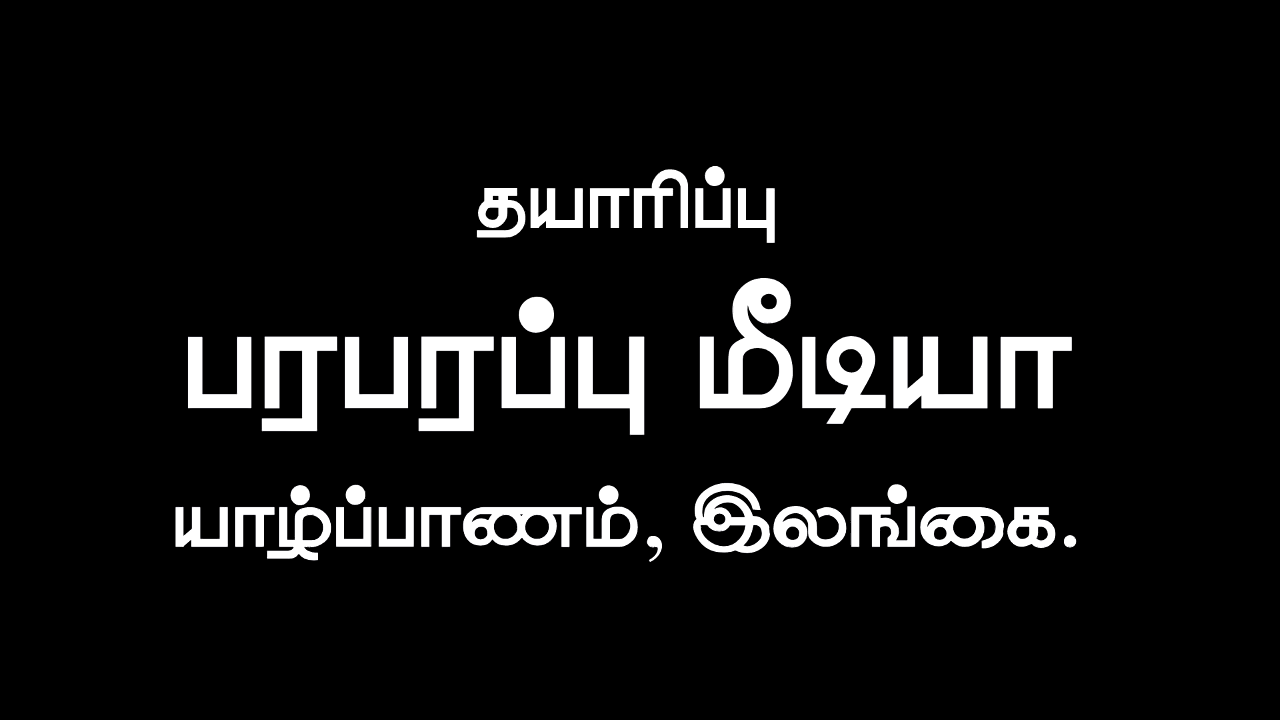 தயாரிப்பு
பரபரப்பு மீடியா
யாழ்ப்பாணம், இலங்கை.